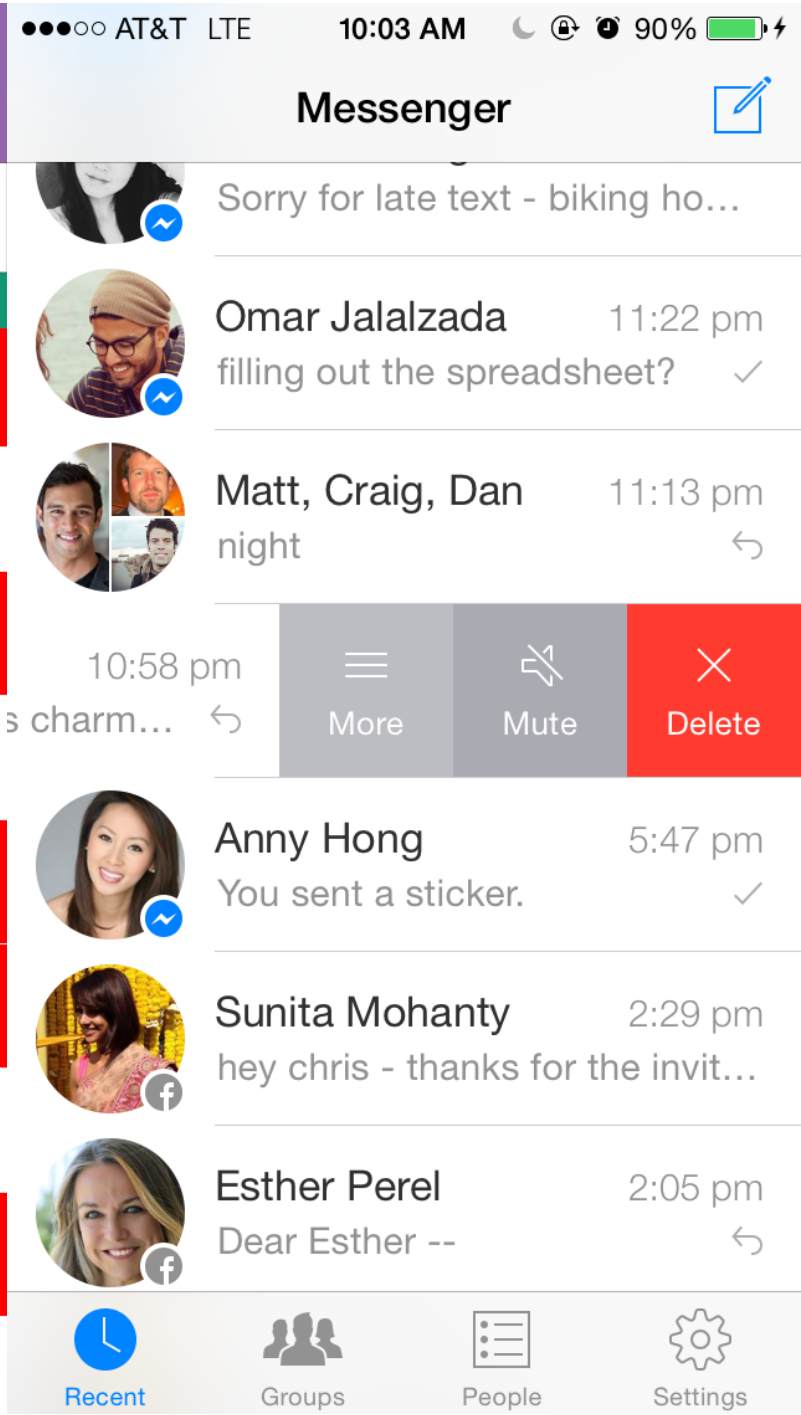 AT&T LTE 10:03 AM 90%
Messenger
Sorry for late text - biking ho...
Omar Jalalzada 11:22 pm
filling out the spreadsheet?
Matt, Craig, Dan 11:13 pm
night
10:58 pm
s charm...
More Mute Delete
Anny Hong 5:47 pm
You sent a sticker.
Sunita Mohanty 2:29 pm
hey chris - thanks for the invit...
Esther Perel 2:05 pm
Dear Esther --
Recent Groups People Settings